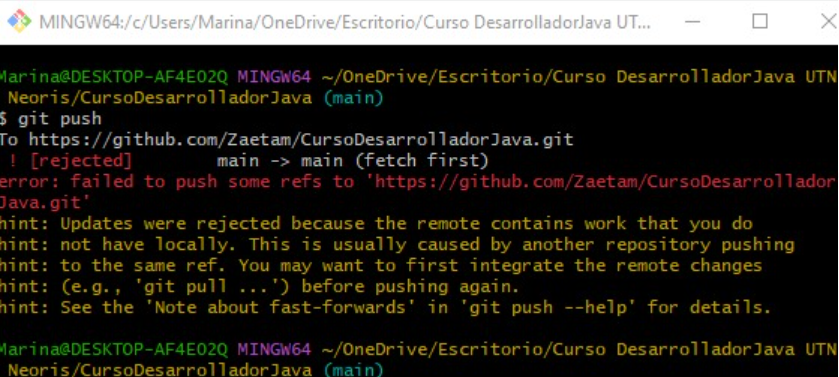 MINGW64:/c/Users/Marina/OneDrive/Escritorio/Curso DesarrolladorJava UT...
Marina@DESKTOP-AF4E02Q MINGW64 ~/OneDrive/Escritorio/Curso DesarrolladorJava UTN
Neoris/CursoDesarrolladorJava (main)
$ git push
To https://github.com/Zaetam/CursoDesarrolladorJava.git
! [rejected] main -> main (fetch first)
error: failed to push some refs to 'https://github.com/Zaetam/CursoDesarrollador
Java.git'
hint: Updates were rejected because the remote contains work that you do
hint: not have locally. This is usually caused by another repository pushing
hint: to the same ref. You may want to first integrate the remote changes
hint: (e.g., 'git pull ...') before pushing again.
hint: See the 'Note about fast-forwards' in 'git push --help' for details.
Marina@DESKTOP-AF4E02Q MINGW64 ~/OneDrive/Escritorio/Curso DesarrolladorJava UTN
Neoris/CursoDesarrolladorJava (main)